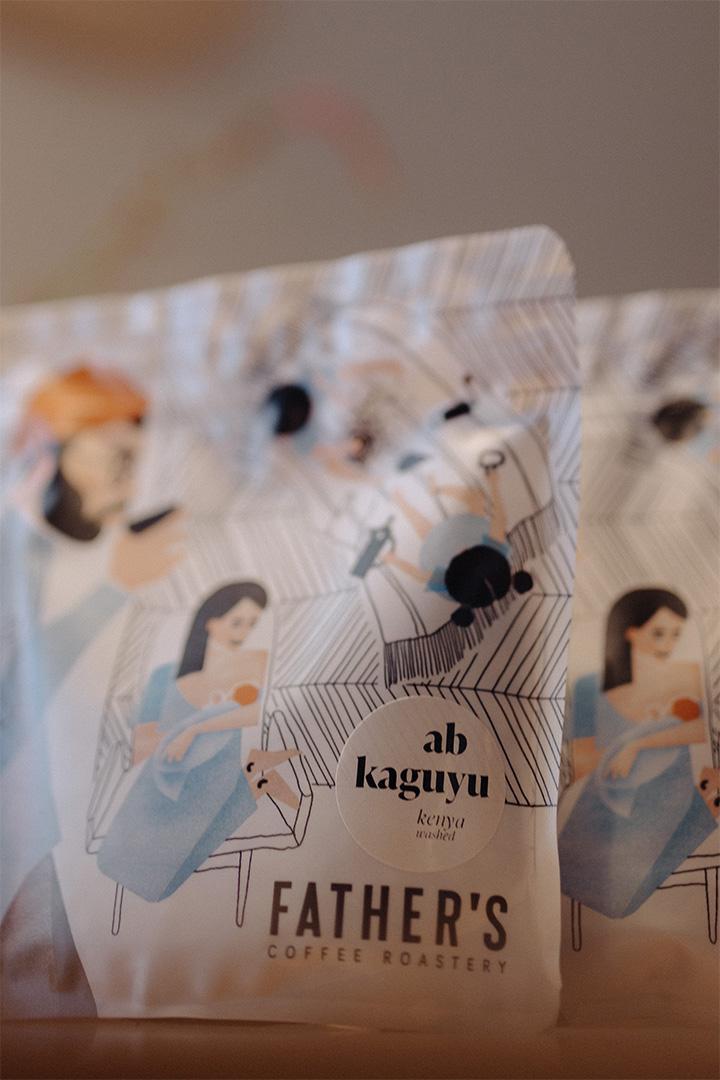 ab
kaguyu
kenya
washed
FATHER'S
COFFEE ROASTERY